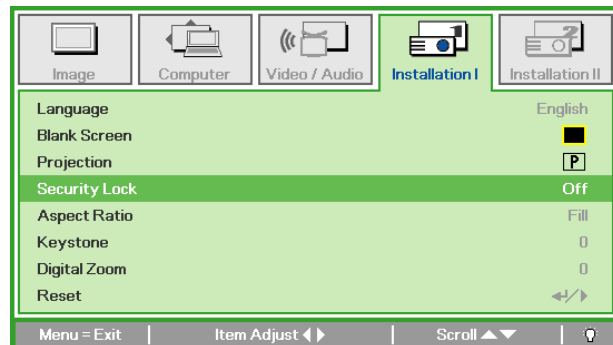 Image Computer Video / Audio Installation I Installation II
Language English
Blank Screen
Projection P
Security Lock Off
Aspect Ratio Fill
Keystone 0
Digital Zoom 0
Reset ↵/▶
Menu = Exit Item Adjust ◀ ▶ Scroll ▲▼